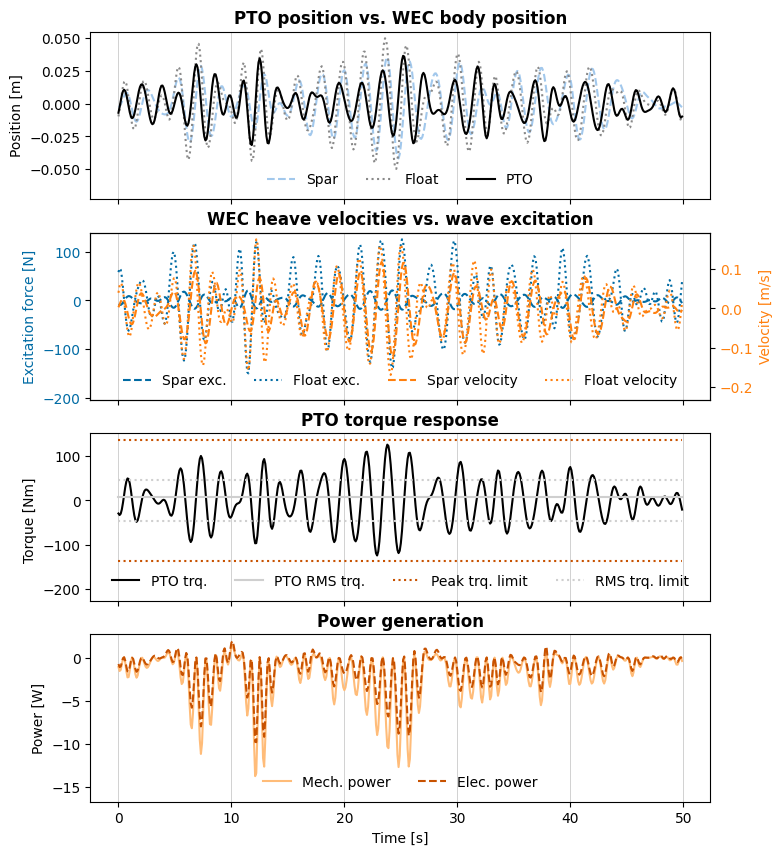 PTO position vs. WEC body position
0.050
0.025
0.000
−0.025
−0.050
Position [m]
Spar Float PTO
WEC heave velocities vs. wave excitation
100
0
−100
−200
Excitation force [N]
0.1
0.0
−0.1
−0.2
Velocity [m/s]
Spar exc. Float exc. Spar velocity Float velocity
PTO torque response
100
0
−100
−200
Torque [Nm]
PTO trq. PTO RMS trq. Peak trq. limit RMS trq. limit
Power generation
0
−5
−10
−15
Power [W]
Mech. power Elec. power
0 10 20 30 40 50
Time [s]